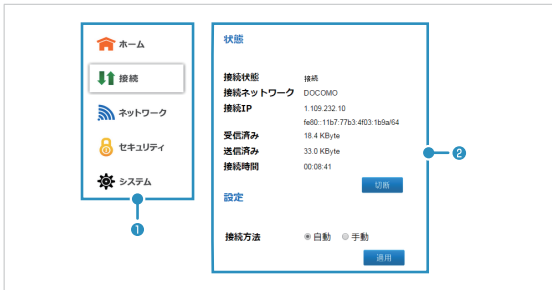 ホーム
接続
ネットワーク
セキュリティ
システム
1
状態
接続状態 接続
接続ネットワーク DOCOMO
接続IP 1.109.232.10
fe80::11b7:77b3:4f03:1b9a/64
受信済み 18.4 KByte
送信済み 33.0 KByte
接続時間 00:08:41
切断
2
設定
接続方法 自動 手動
適用